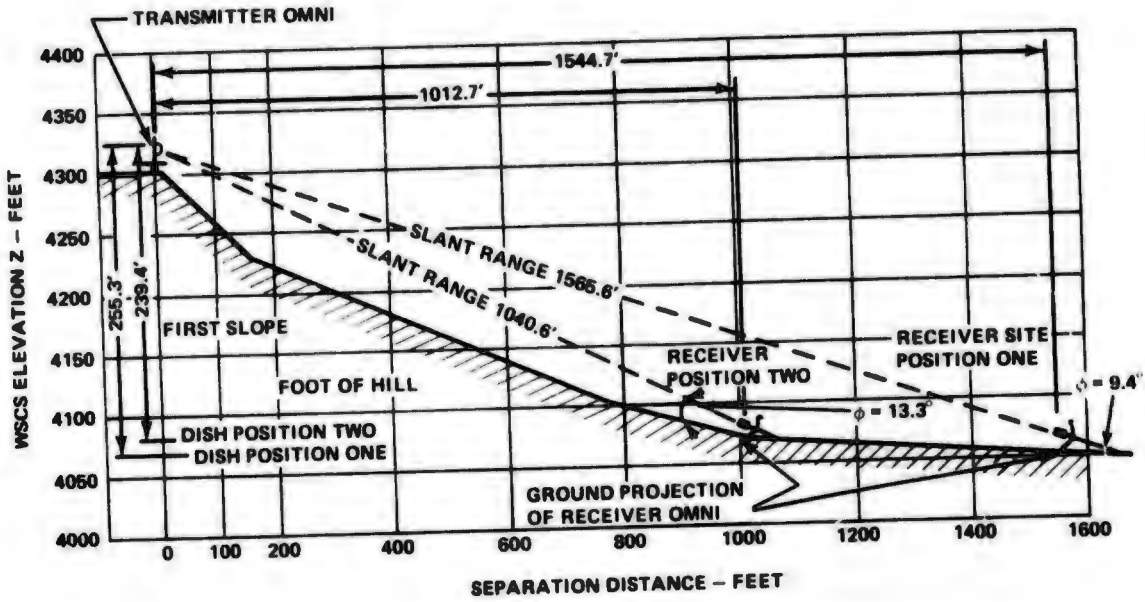 TRANSMITTER OMNI
4400
4350
4300
4250
4200
4150
4100
4050
4000
WSCS ELEVATION Z – FEET
1544.7'
1012.7'
255.3'
239.4'
SLANT RANGE 1565.6'
SLANT RANGE 1040.6'
FIRST SLOPE
FOOT OF HILL
RECEIVER
POSITION TWO
RECEIVER SITE
POSITION ONE
ϕ = 9.4°
ϕ = 13.3°
DISH POSITION TWO
DISH POSITION ONE
GROUND PROJECTION
OF RECEIVER OMNI
0 100 200 400 600 800 1000 1200 1400 1600
SEPARATION DISTANCE – FEET